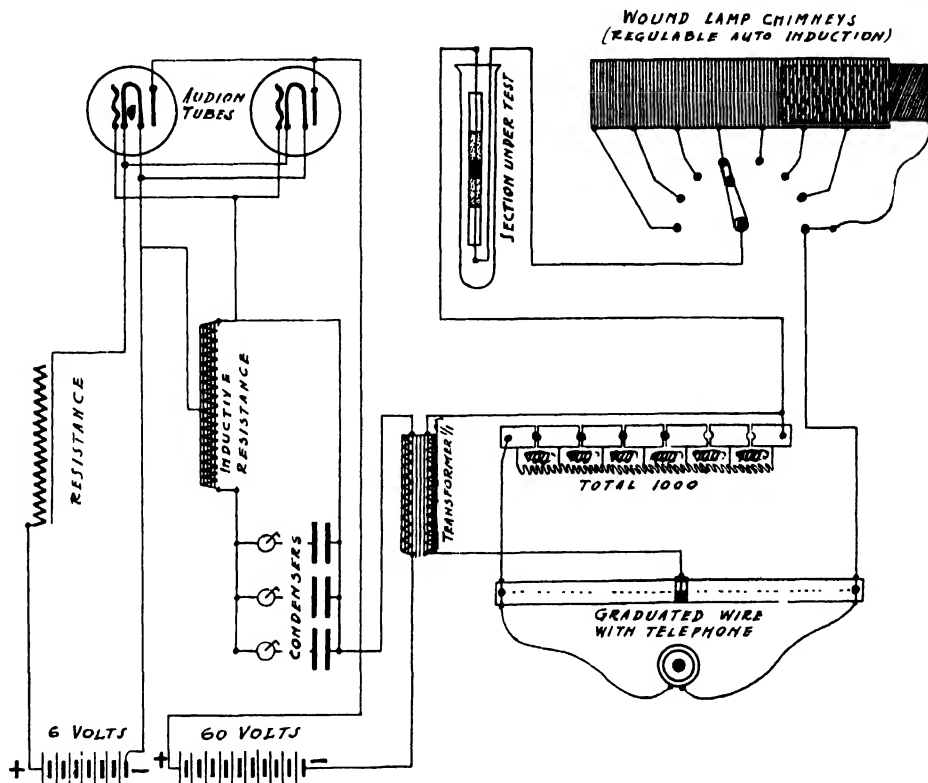 WOUND LAMP CHIMNEYS
(REGULABLE AUTO INDUCTION)
AUDION
TUBES
SECTION UNDER TEST
RESISTANCE
INDUCTIVE
RESISTANCE
TRANSFORMER 1/1
TOTAL 1000
CONDENSERS
GRADUATED WIRE
WITH TELEPHONE
6 VOLTS
60 VOLTS
+ −
+ −